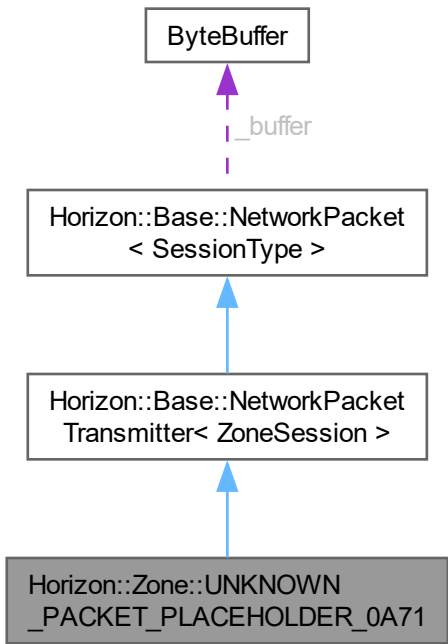 ByteBuffer
_buffer
Horizon::Base::NetworkPacket
< SessionType >
Horizon::Base::NetworkPacket
Transmitter< ZoneSession >
Horizon::Zone::UNKNOWN
_PACKET_PLACEHOLDER_0A71